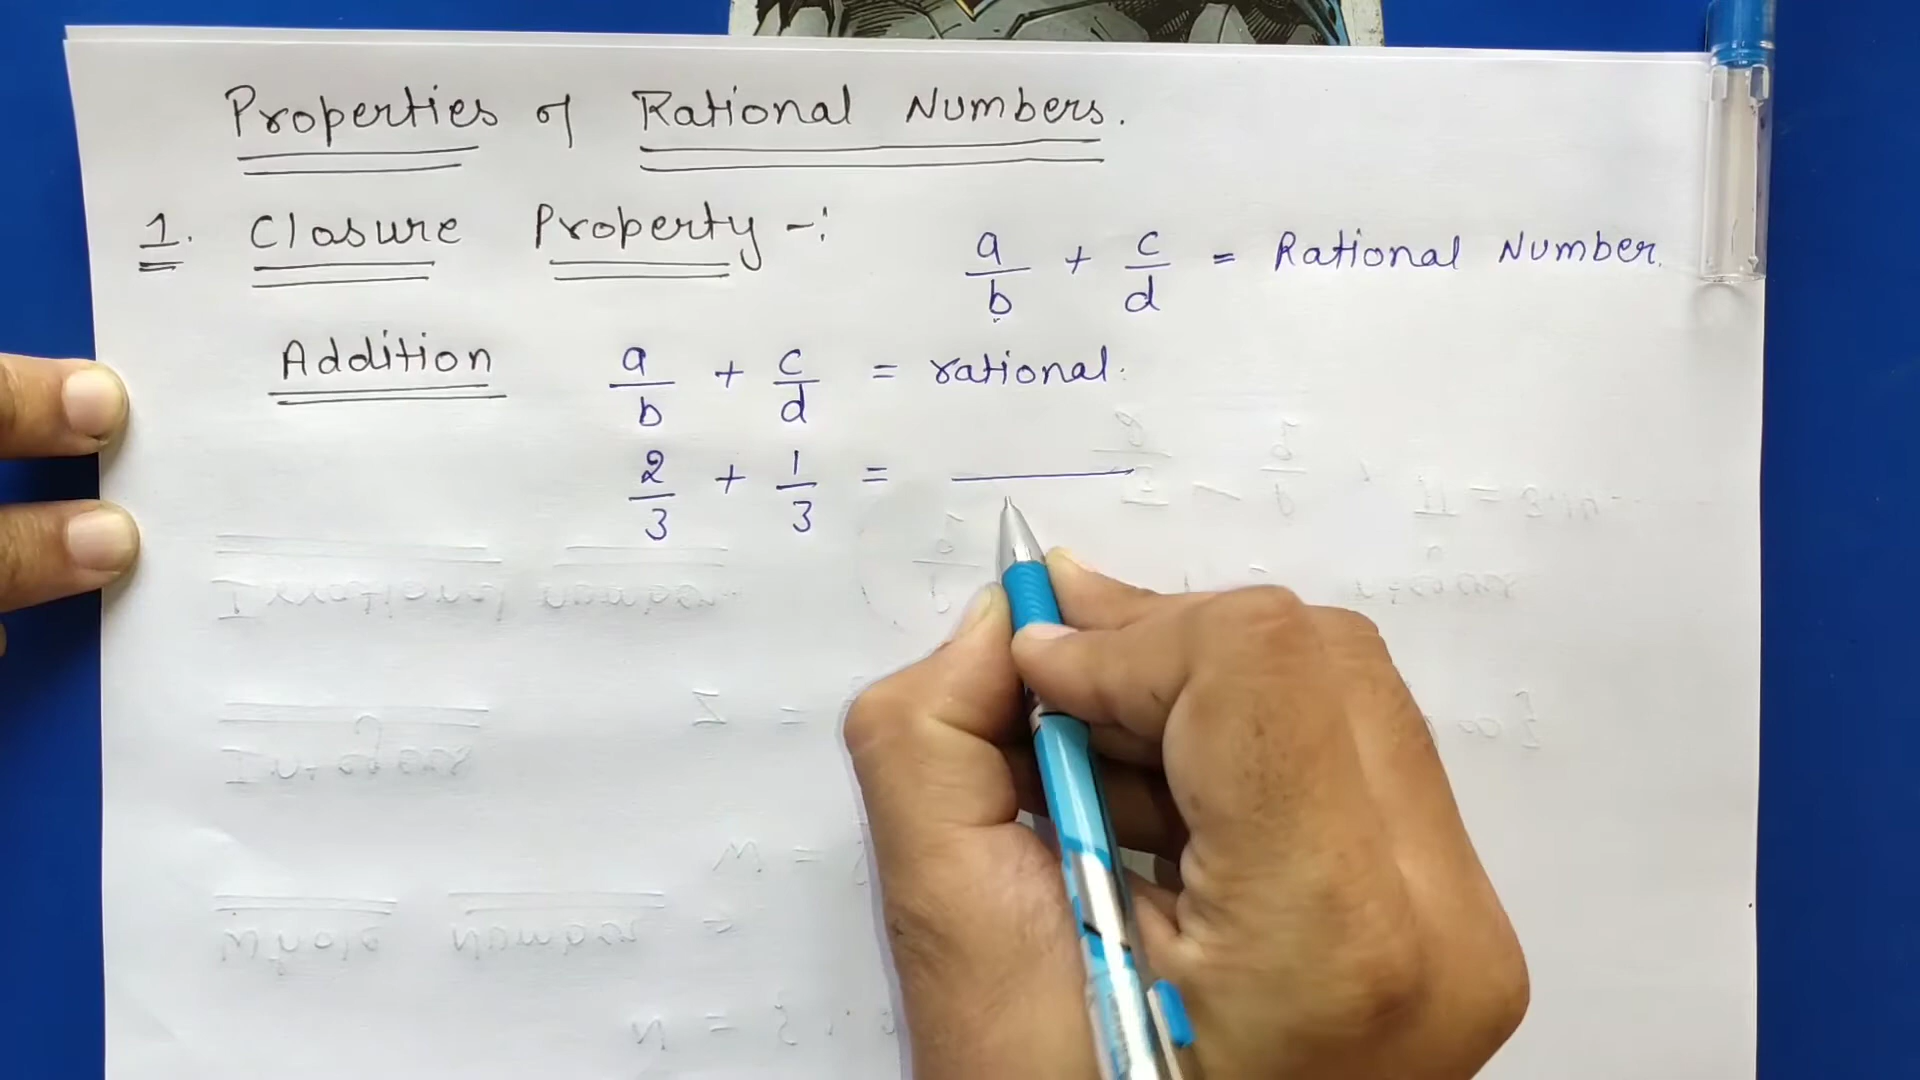 Properties of Rational Numbers.
1. Closure Property -: a/b + c/d = Rational Number.
Addition a/b + c/d = rational.
2/3 + 1/3 =